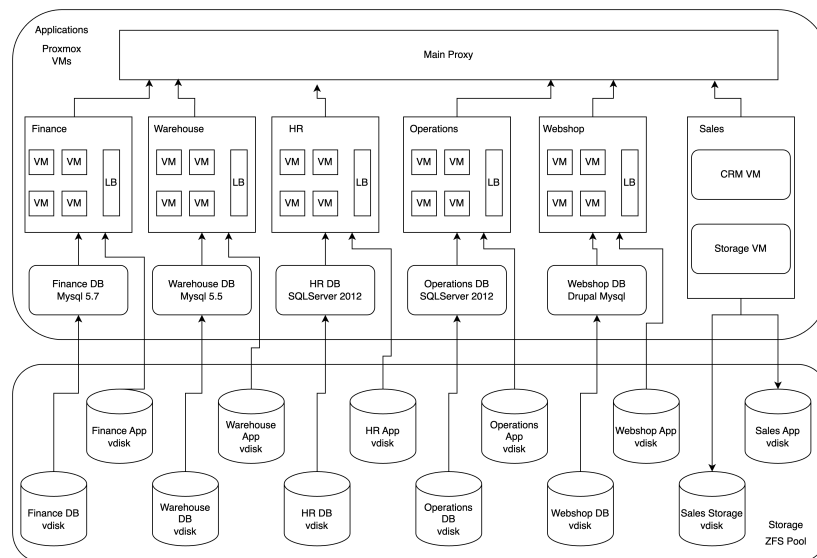 Applications
Proxmox
VMs
Main Proxy
Finance
VM VM
VM VM
LB
Warehouse
VM VM
VM VM
LB
HR
VM VM
VM VM
LB
Operations
VM VM
VM VM
LB
Webshop
VM VM
VM VM
LB
Sales
CRM VM
Storage VM
Finance DB
Mysql 5.7
Warehouse DB
Mysql 5.5
HR DB
SQLServer 2012
Operations DB
SQLServer 2012
Webshop DB
Drupal Mysql
Finance App
vdisk
Warehouse
App
vdisk
HR App
vdisk
Operations
App
vdisk
Webshop App
vdisk
Sales App
vdisk
Finance DB
vdisk
Warehouse
DB
vdisk
HR DB
vdisk
Operations
DB
vdisk
Webshop DB
vdisk
Sales Storage
vdisk
Storage
ZFS Pool